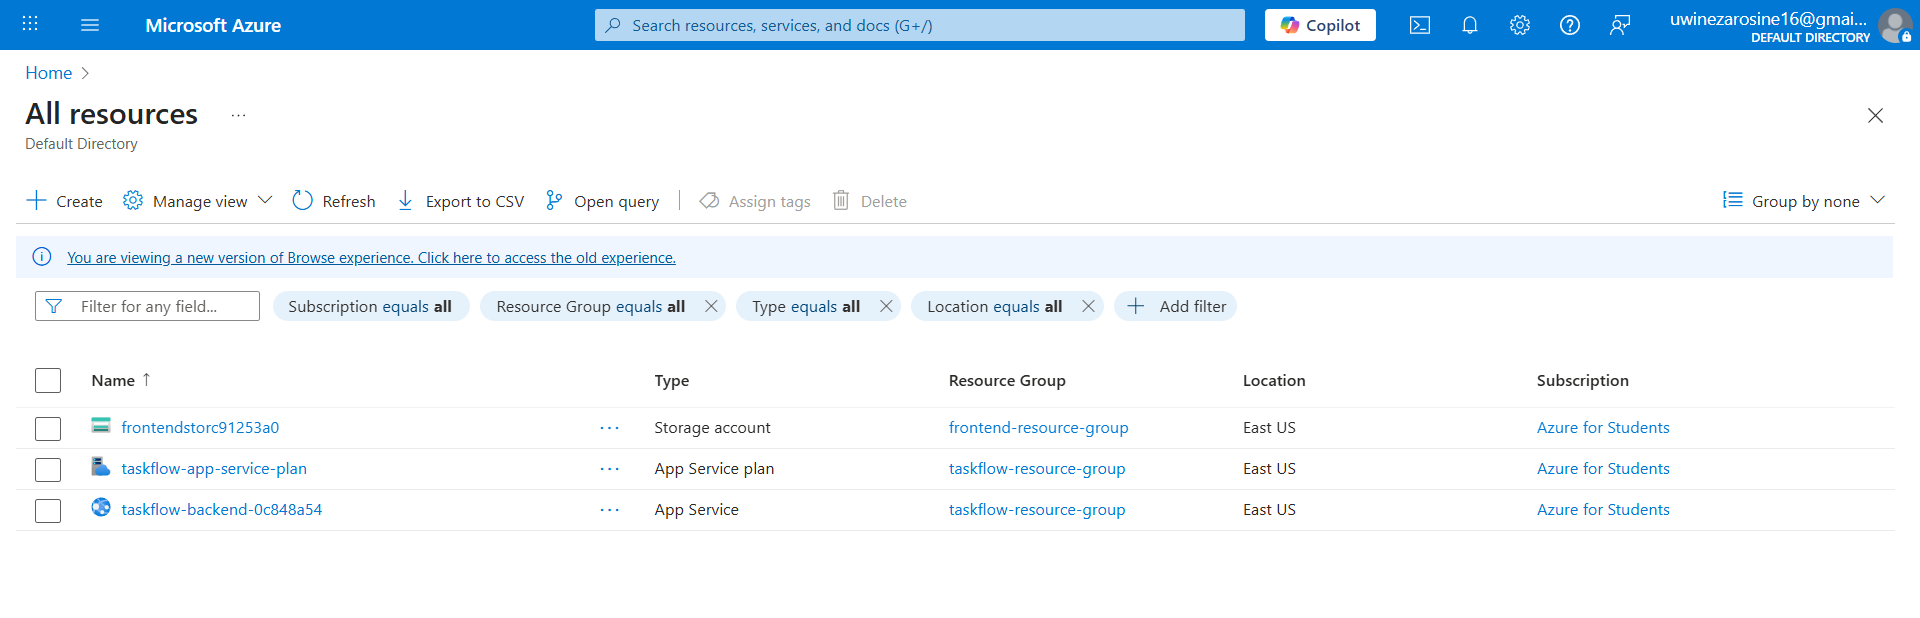 Microsoft Azure
Search resources, services, and docs (G+/)
Copilot
uwinezarosine16@gmai...
DEFAULT DIRECTORY
Home
All resources ...
Default Directory
Create Manage view Refresh Export to CSV Open query Assign tags Delete Group by none
You are viewing a new version of Browse experience. Click here to access the old experience.
Filter for any field... Subscription equals all Resource Group equals all Type equals all Location equals all Add filter
Name ↑ Type Resource Group Location Subscription
frontendstorc91253a0 ... Storage account frontend-resource-group East US Azure for Students
taskflow-app-service-plan ... App Service plan taskflow-resource-group East US Azure for Students
taskflow-backend-0c848a54 ... App Service taskflow-resource-group East US Azure for Students